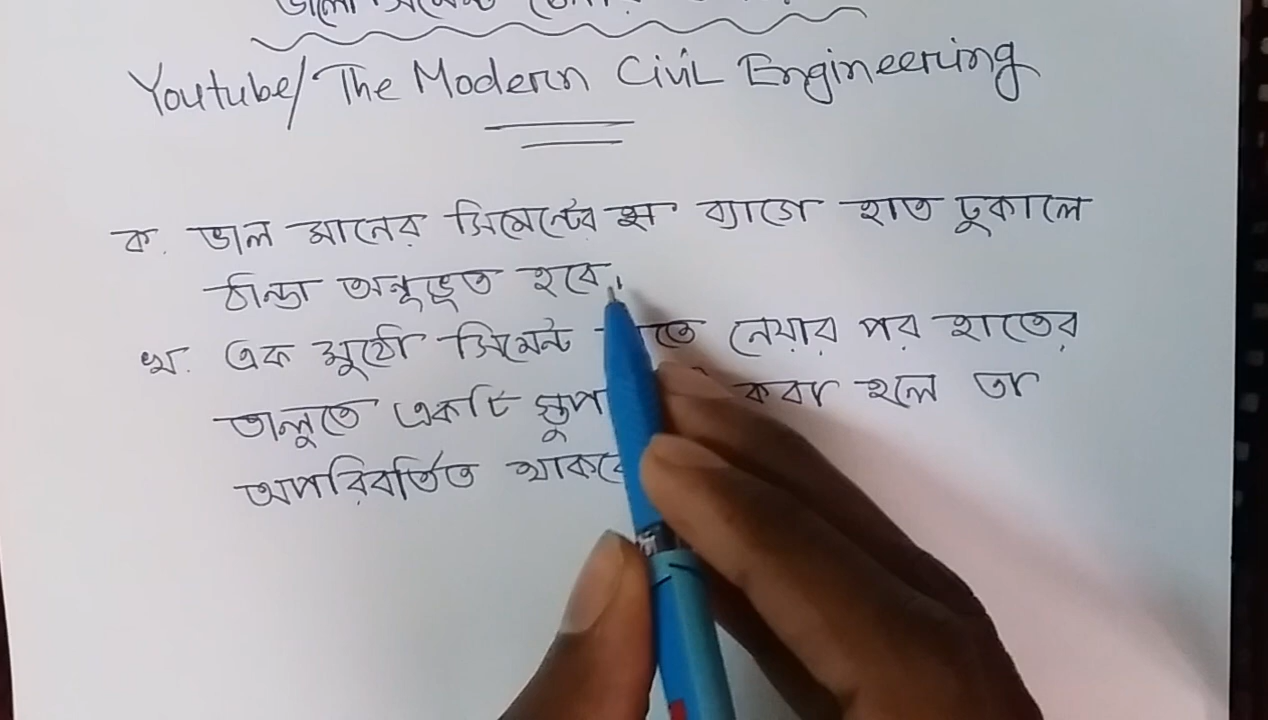 ভালো সিমেন্ট
Youtube/The Modern Civil Engineering
ক. ভাল মানের সিমেন্টের ব্যাগে হাত ঢুকালে
ঠান্ডা অনুভূত হবে।
খ. এক মুঠো সিমেন্ট নেয়ার পর হাতের
তালুতে একটি স্তুপ করা হলে তা
অপরিবর্তিত থাকবে